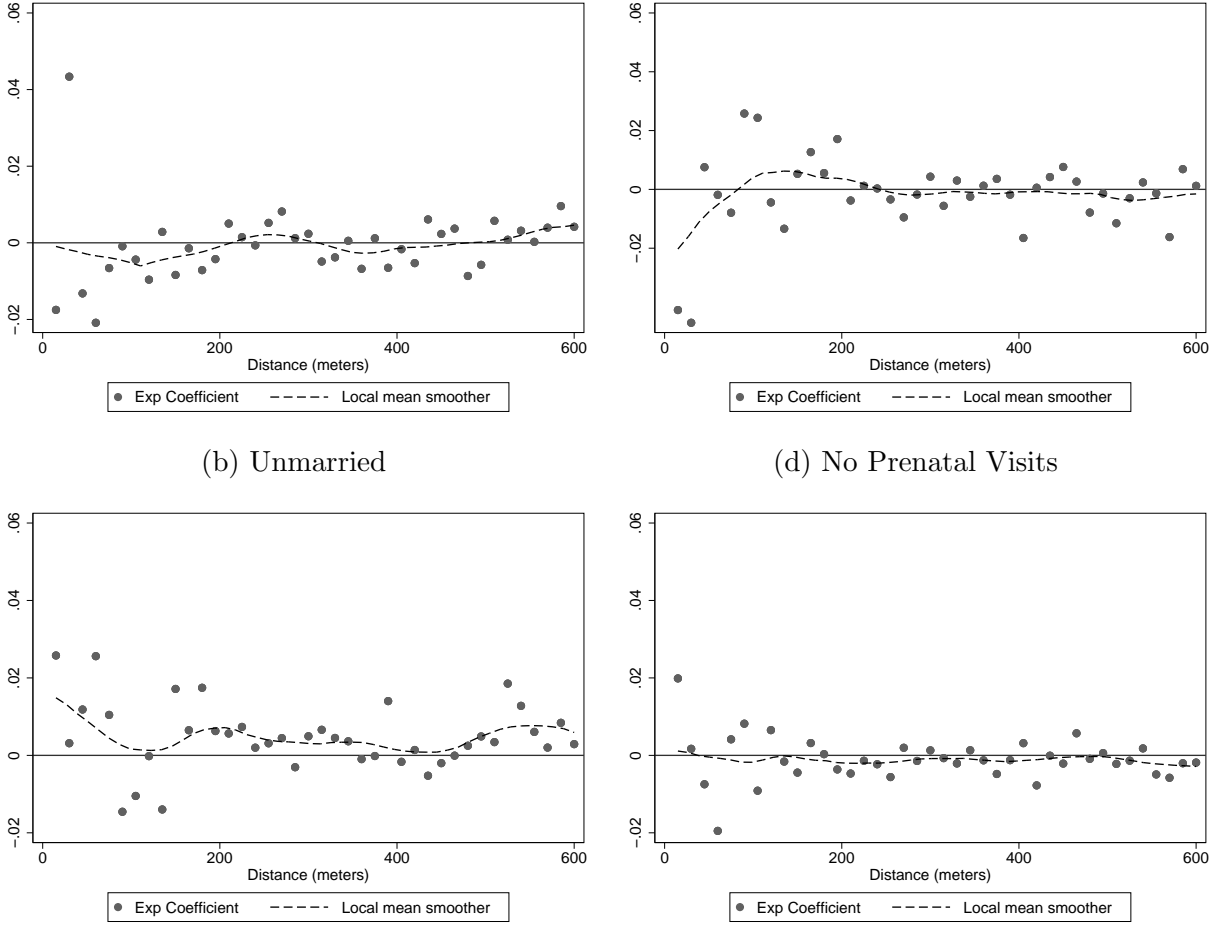 .06
.04
.02
0
-.02
0 200 400 600
Distance (meters)
Exp Coefficient Local mean smoother
.06
.04
.02
0
-.02
0 200 400 600
Distance (meters)
Exp Coefficient Local mean smoother
(b) Unmarried
(d) No Prenatal Visits
.06
.04
.02
0
-.02
0 200 400 600
Distance (meters)
Exp Coefficient Local mean smoother
.06
.04
.02
0
-.02
0 200 400 600
Distance (meters)
Exp Coefficient Local mean smoother